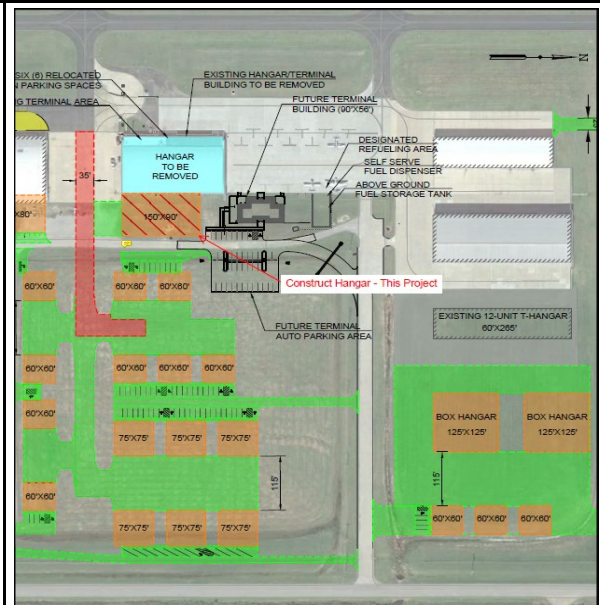 SIX (6) RELOCATED
N PARKING SPACES
G TERMINAL AREA
EXISTING HANGAR/TERMINAL
BUILDING TO BE REMOVED
FUTURE TERMINAL
BUILDING (90'X56')
N
HANGAR
TO BE
REMOVED
DESIGNATED
REFUELING AREA
SELF SERVE
FUEL DISPENSER
ABOVE GROUND
FUEL STORAGE TANK
35'
X80'
150'X90'
Construct Hangar - This Project
60'X60'
60'X60'
60'X60'
EXISTING 12-UNIT T-HANGAR
60'X265'
FUTURE TERMINAL
AUTO PARKING AREA
60'X60'
60'X60'
60'X60'
60'X60'
60'X60'
BOX HANGAR
125'X125'
BOX HANGAR
125'X125'
75'X75'
75'X75'
75'X75'
115'
115'
60'X60'
75'X75'
75'X75'
75'X75'
60'X60'
60'X60'
60'X60'